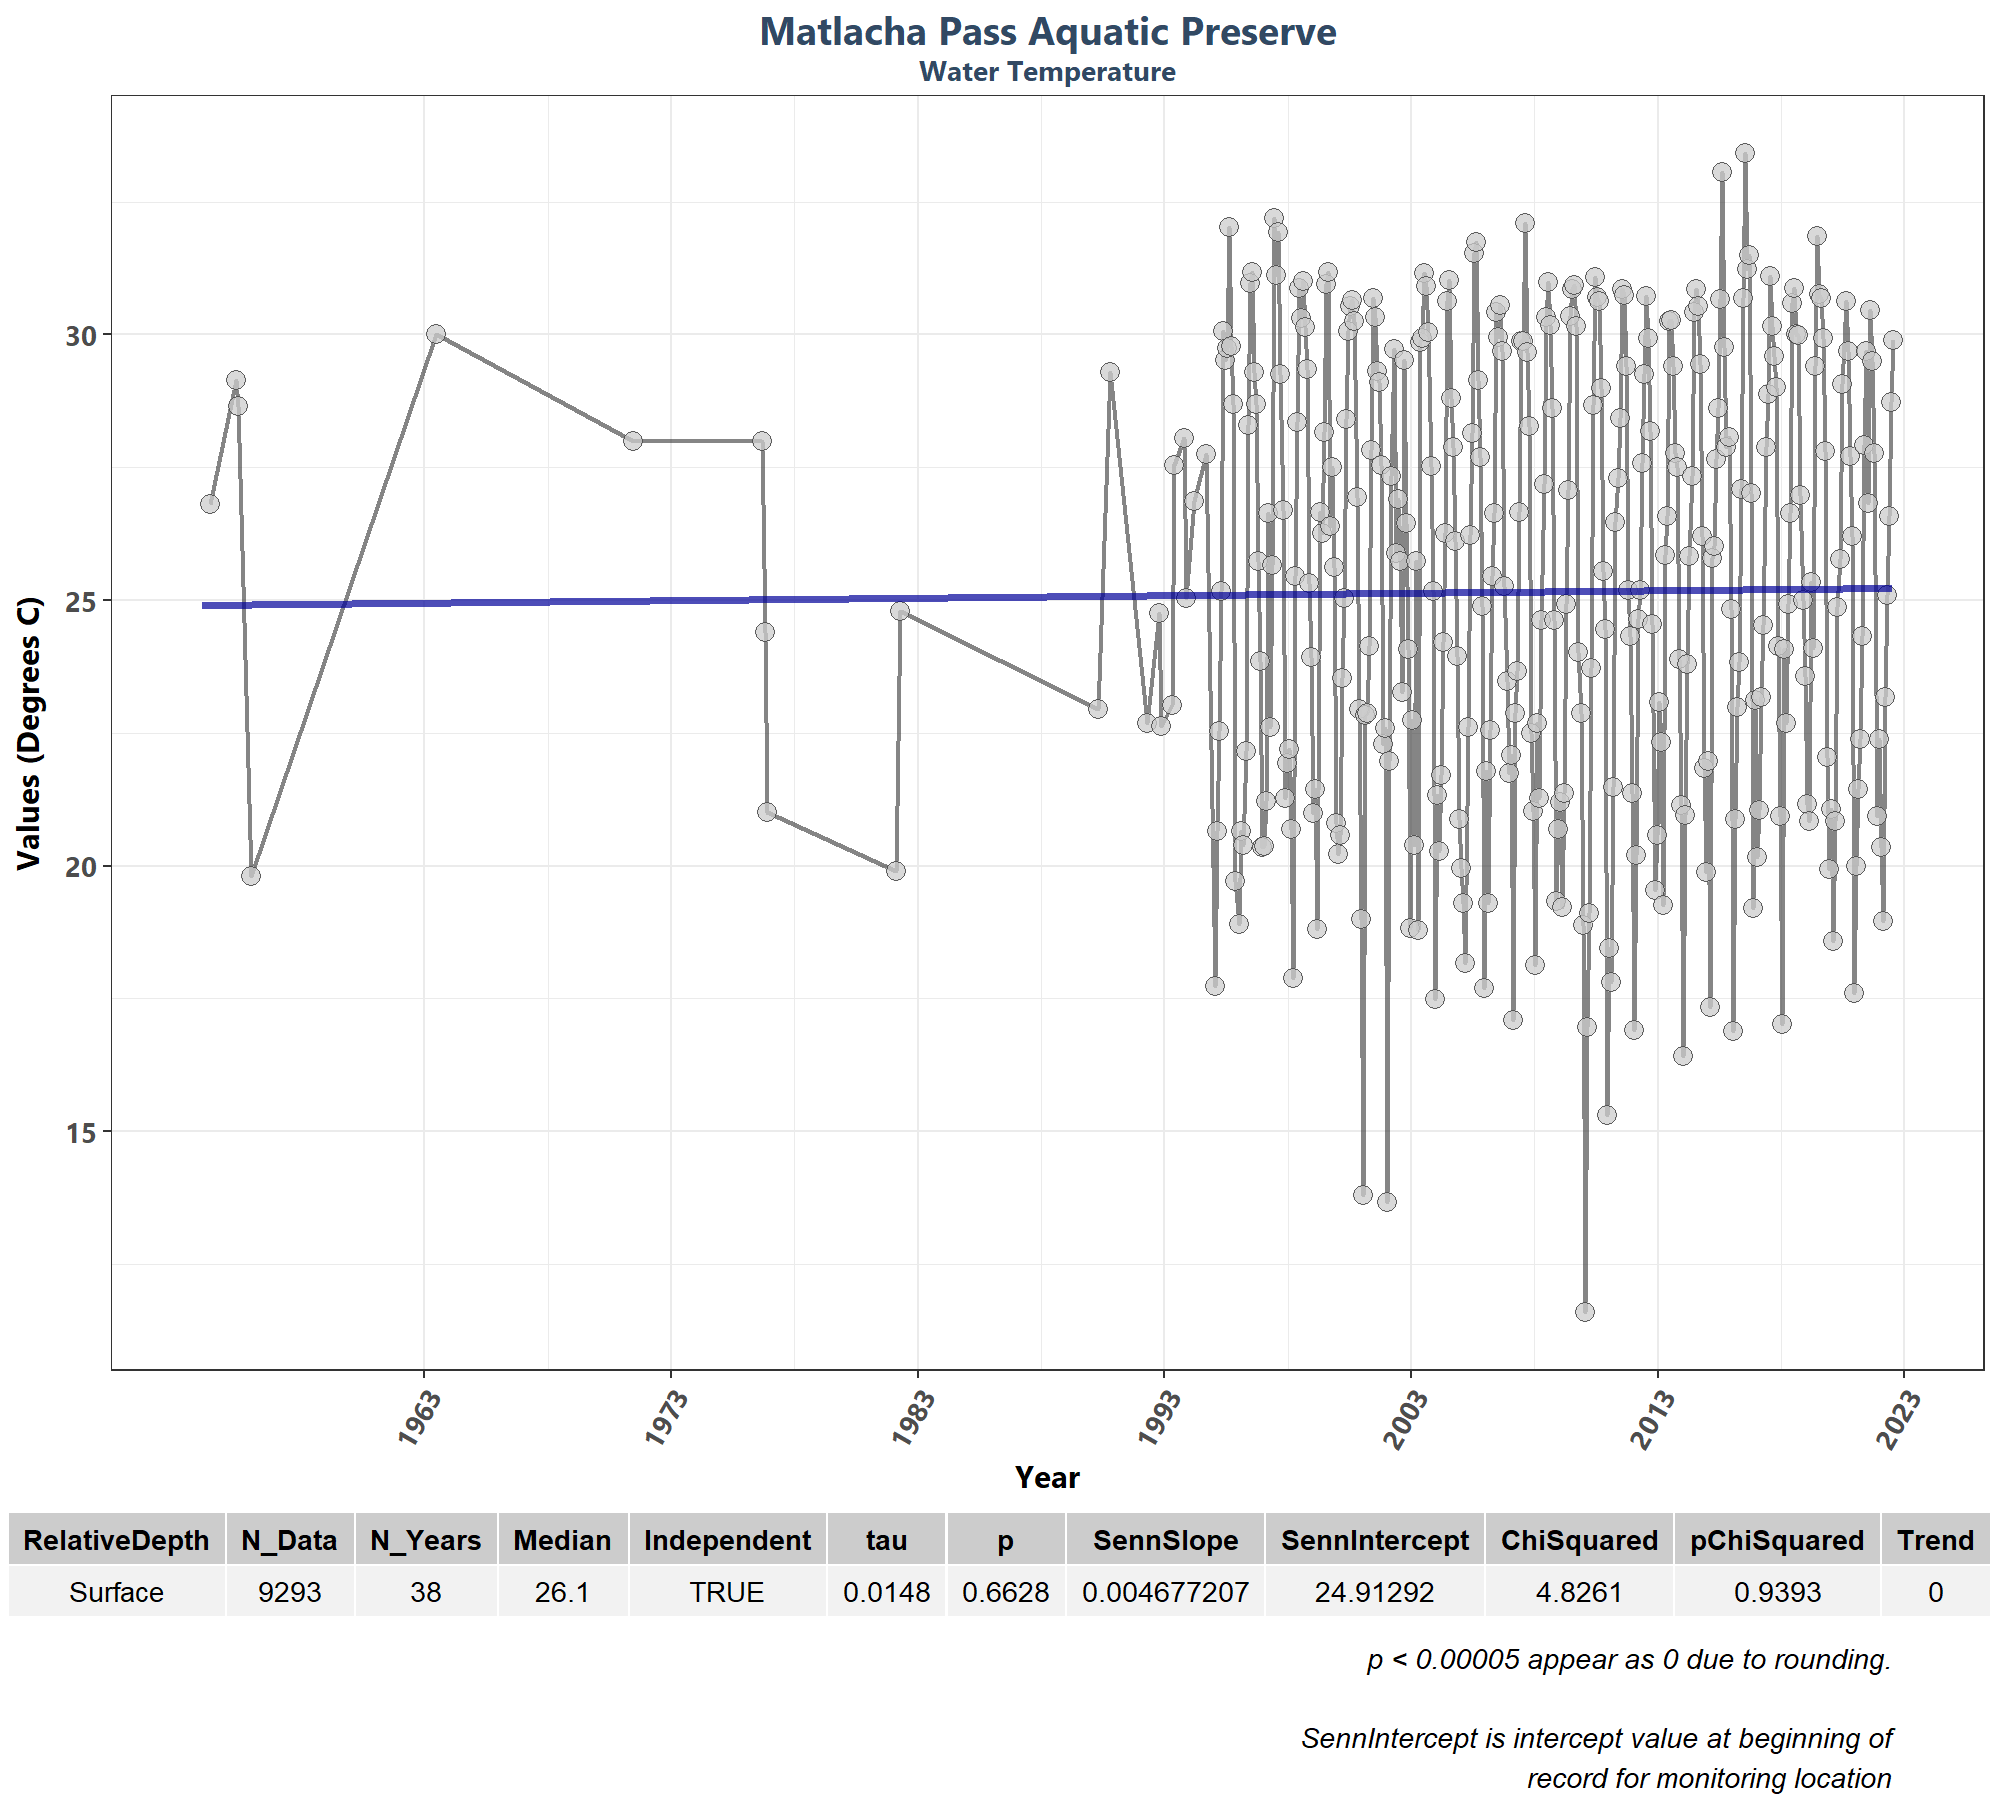 Matlacha Pass Aquatic Preserve
Water Temperature
Values (Degrees C)
30
25
20
15
1963 1973 1983 1993 2003 2013 2023
Year
RelativeDepth N_Data N_Years Median Independent tau p SennSlope SennIntercept ChiSquared pChiSquared Trend
Surface 9293 38 26.1 TRUE 0.0148 0.6628 0.004677207 24.91292 4.8261 0.9393 0
p < 0.00005 appear as 0 due to rounding.
SennIntercept is intercept value at beginning of
record for monitoring location